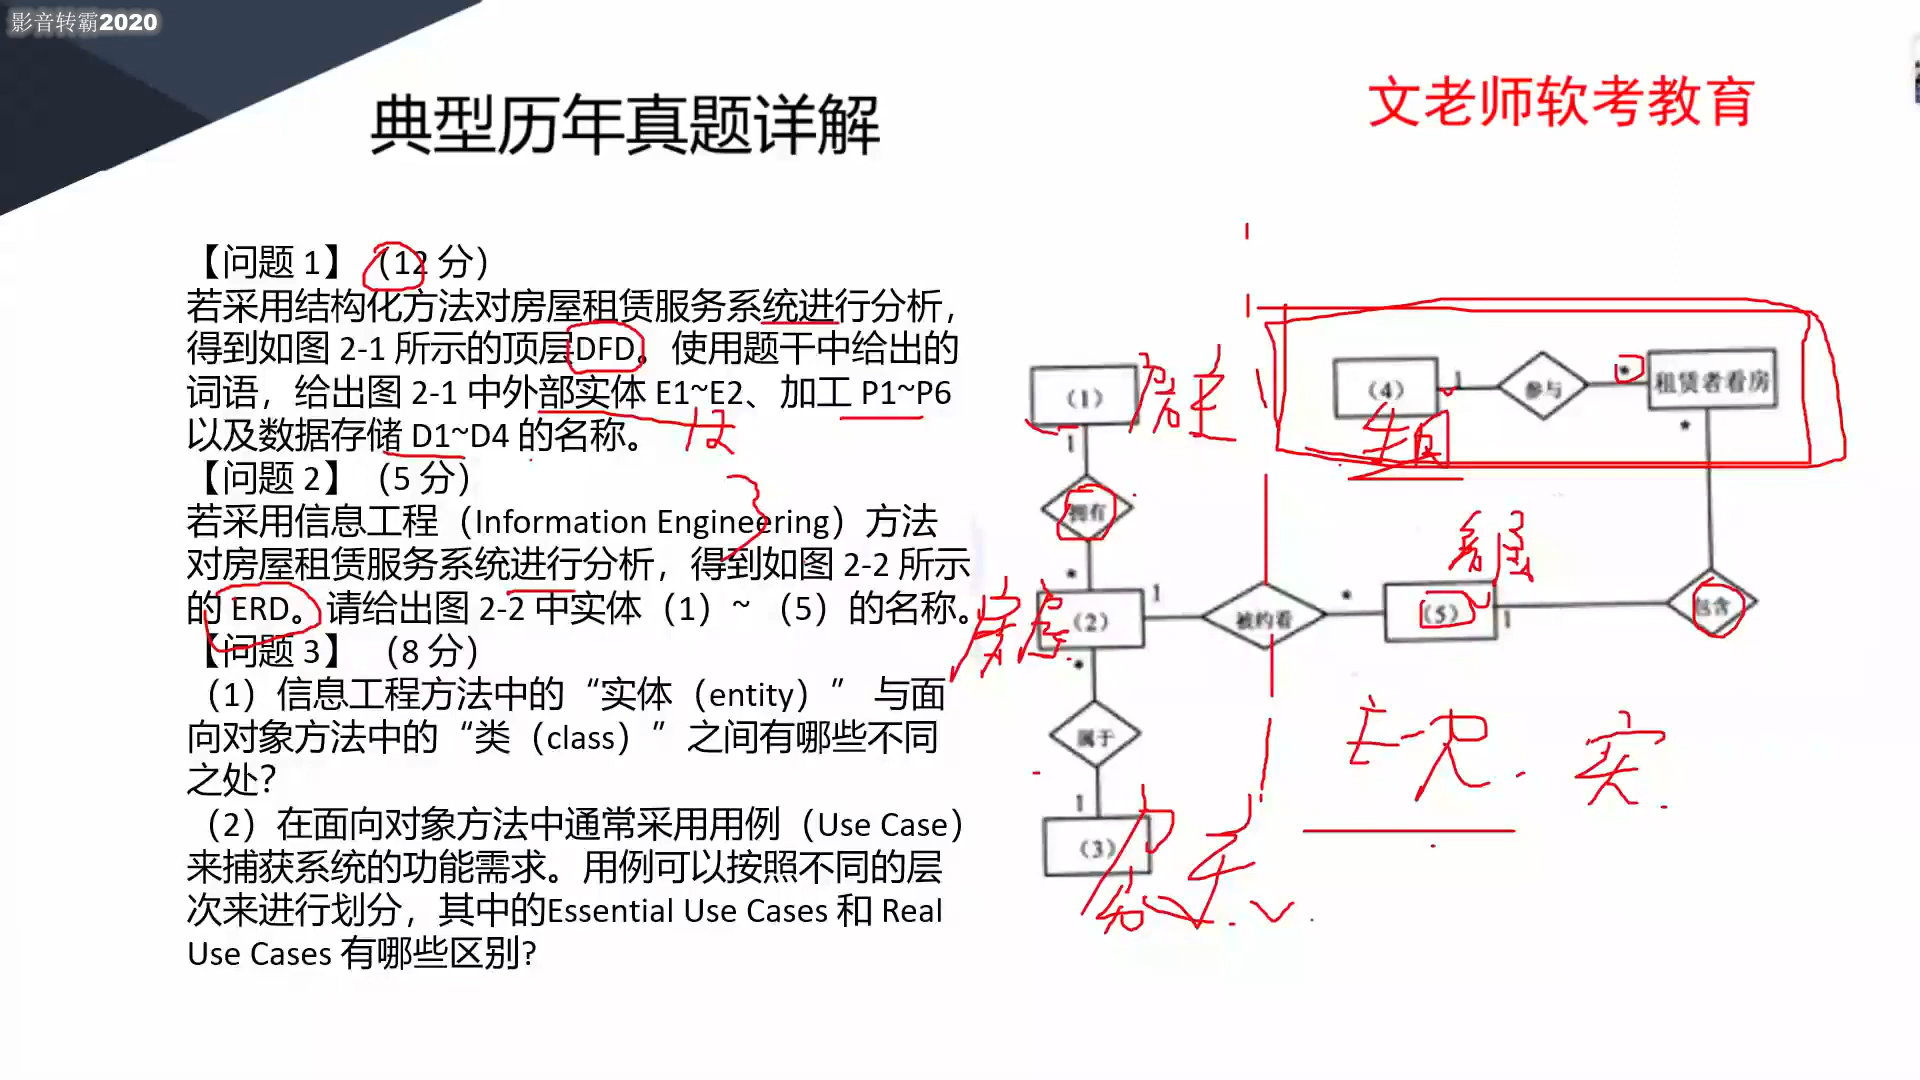 影音转霸2020
典型历年真题详解
文老师软考教育
【问题 1】（12 分）
若采用结构化方法对房屋租赁服务系统进行分析，
得到如图 2-1 所示的顶层DFD。使用题干中给出的
词语，给出图 2-1 中外部实体 E1~E2、加工 P1~P6
以及数据存储 D1~D4 的名称。
【问题 2】（5 分）
若采用信息工程（Information Engineering）方法
对房屋租赁服务系统进行分析，得到如图 2-2 所示
的 ERD。请给出图 2-2 中实体（1）~ （5）的名称。
【问题 3】 （8 分）
（1）信息工程方法中的“实体（entity）” 与面
向对象方法中的“类（class）”之间有哪些不同
之处？
（2）在面向对象方法中通常采用用例（Use Case）
来捕获系统的功能需求。用例可以按照不同的层
次来进行划分，其中的Essential Use Cases 和 Real
Use Cases 有哪些区别?
（1） 房主
1
拥有
*
（2） 房屋
1 被约看 * （5） 1
*
属于
1
（3）
（4） 1 参与 * 租赁者看房
*
包含
12